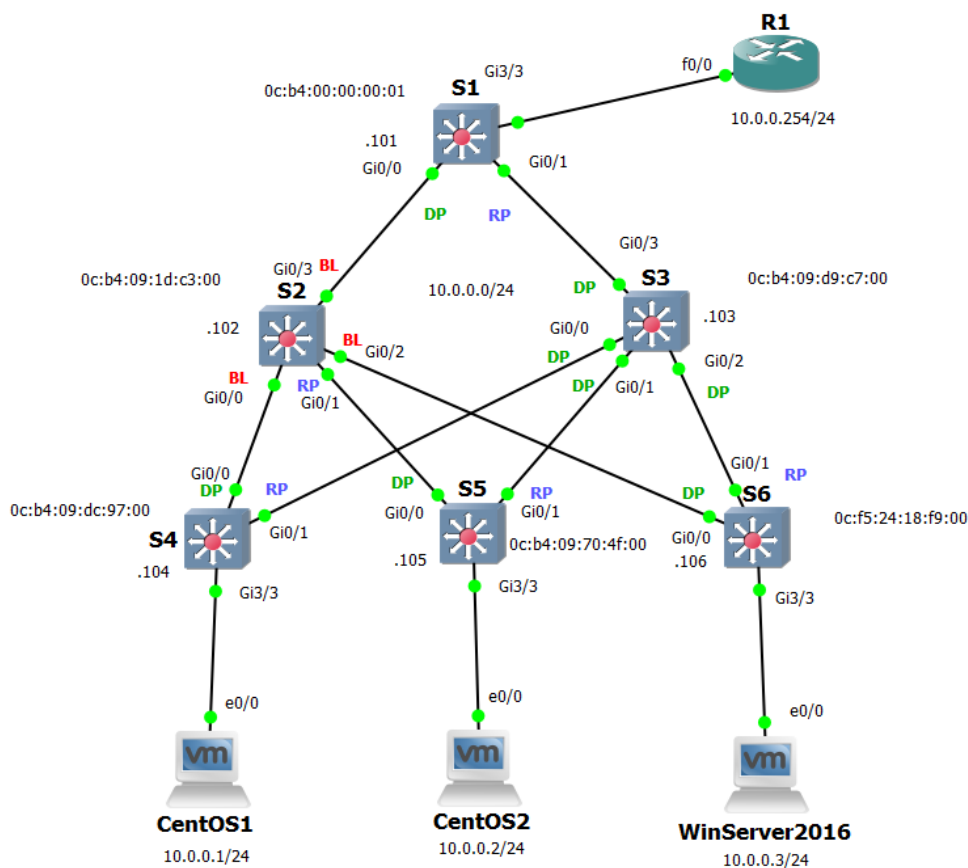 R1
f0/0
10.0.0.254/24
Gi3/3
0c:b4:00:00:00:01
S1
.101
Gi0/0
Gi0/1
DP
RP
Gi0/3
BL
Gi0/3
0c:b4:09:1d:c3:00
S2
10.0.0.0/24
DP
S3
0c:b4:09:d9:c7:00
.102
.103
BL
Gi0/2
Gi0/0
DP
Gi0/2
BL
RP
DP
Gi0/1
DP
Gi0/0
Gi0/1
Gi0/0
DP
RP
Gi0/1
0c:b4:09:dc:97:00
S4
.104
DP
Gi0/0
S5
RP
Gi0/1
0c:b4:09:70:4f:00
.105
Gi0/1
RP
DP
S6
Gi0/0
.106
0c:f5:24:18:f9:00
Gi3/3
Gi3/3
Gi3/3
e0/0
e0/0
e0/0
vm
vm
vm
CentOS1
CentOS2
WinServer2016
10.0.0.1/24
10.0.0.2/24
10.0.0.3/24